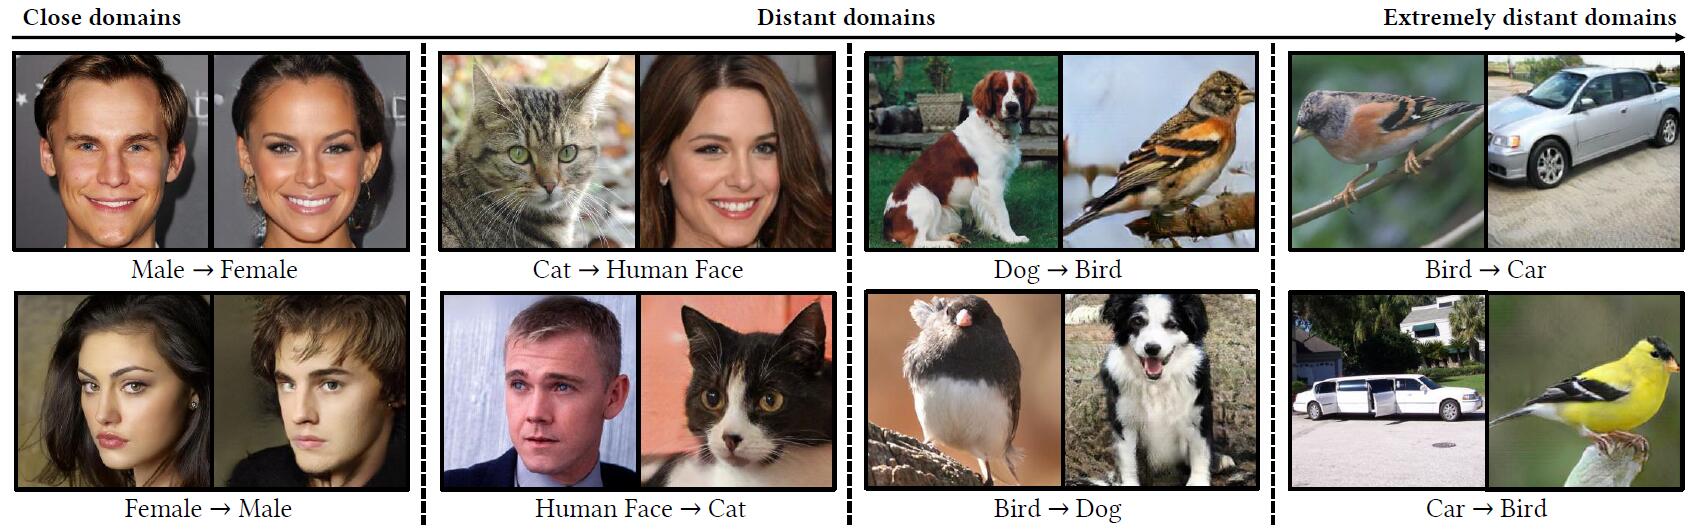 Close domains
Distant domains
Extremely distant domains
Male → Female
Cat → Human Face
Dog → Bird
Bird → Car
Female → Male
Human Face → Cat
Bird → Dog
Car → Bird